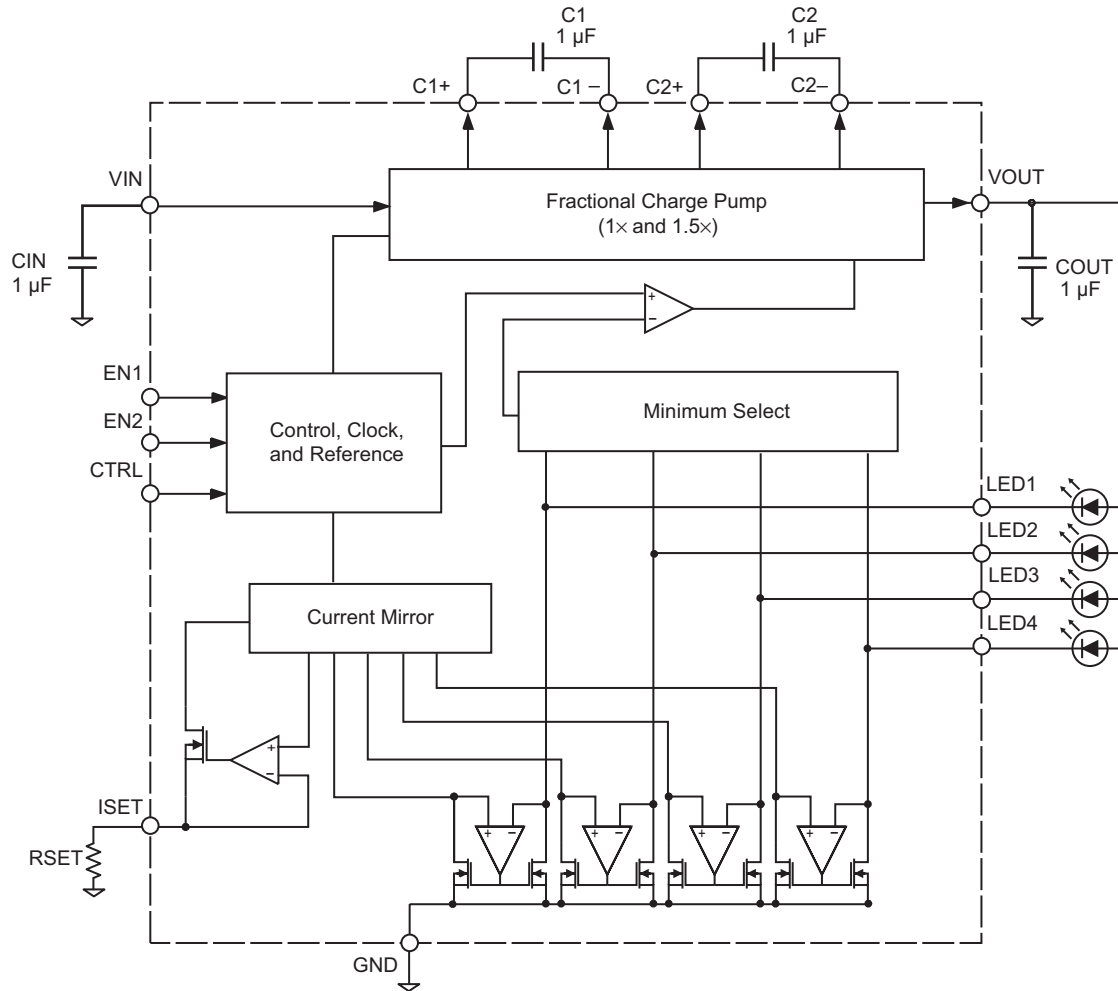 C1
1 µF
C2
1 µF
C1+
C1 –
C2+
C2–
VIN
Fractional Charge Pump
(1× and 1.5×)
VOUT
CIN
1 µF
COUT
1 µF
+
–
EN1
EN2
CTRL
Control, Clock,
and Reference
Minimum Select
LED1
LED2
LED3
LED4
Current Mirror
+
–
ISET
RSET
+ –
+ –
+ –
+ –
GND